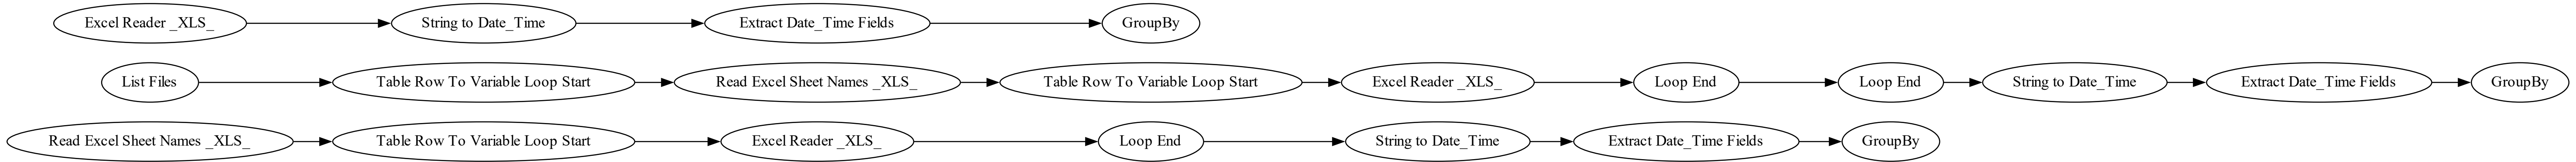 Excel Reader _XLS_
String to Date_Time
Extract Date_Time Fields
GroupBy
List Files
Table Row To Variable Loop Start
Read Excel Sheet Names _XLS_
Table Row To Variable Loop Start
Excel Reader _XLS_
Loop End
Loop End
String to Date_Time
Extract Date_Time Fields
GroupBy
Read Excel Sheet Names _XLS_
Table Row To Variable Loop Start
Excel Reader _XLS_
Loop End
String to Date_Time
Extract Date_Time Fields
GroupBy